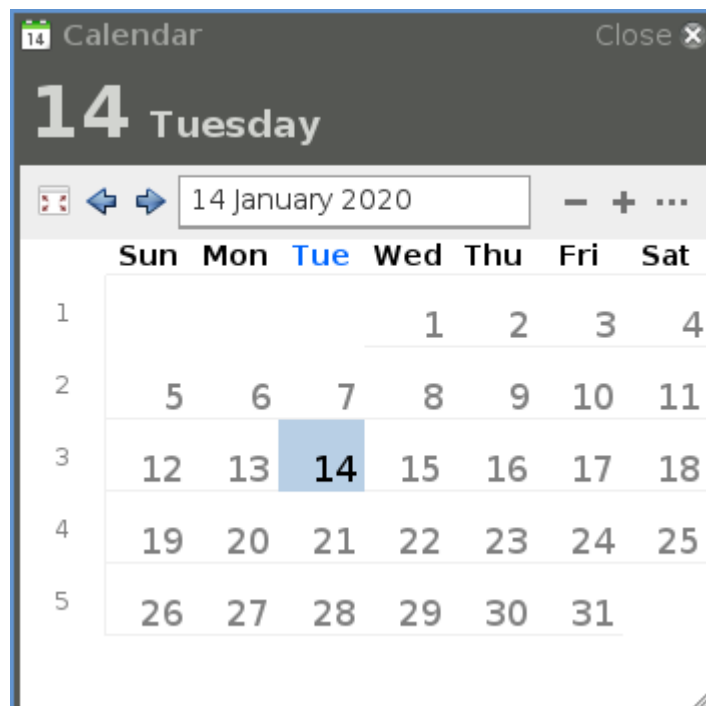 14 Calendar Close
14 Tuesday
14 January 2020
Sun Mon Tue Wed Thu Fri Sat
1 1 2 3 4
2 5 6 7 8 9 10 11
3 12 13 14 15 16 17 18
4 19 20 21 22 23 24 25
5 26 27 28 29 30 31